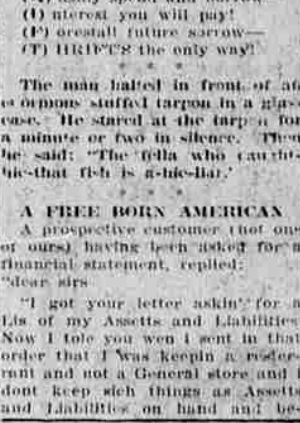 (I) nterest you will pay!
(F) orestall future sorrow—
(T) HRIFTS the only way!
* * *
The man halted in front of an
enormous stuffed tarpon in a glass
case. He stared at the tarpon for
a minute or two in silence. Then
he said: "The fella who caught-
hic-that fish is a-hic-liar.'
* * *
A FREE BORN AMERICAN
A prospective customer (not one
of ours) having been asked for a
financial statement, replied:
"dear sirs
"I got your letter askin' for a
Lis of my Assetts and Liabilities
Now I tole you wen I sent in that
order that I was keepin a
rant and not a General store and I
dont keep sich things as Assetts
and Liabilities on hand and